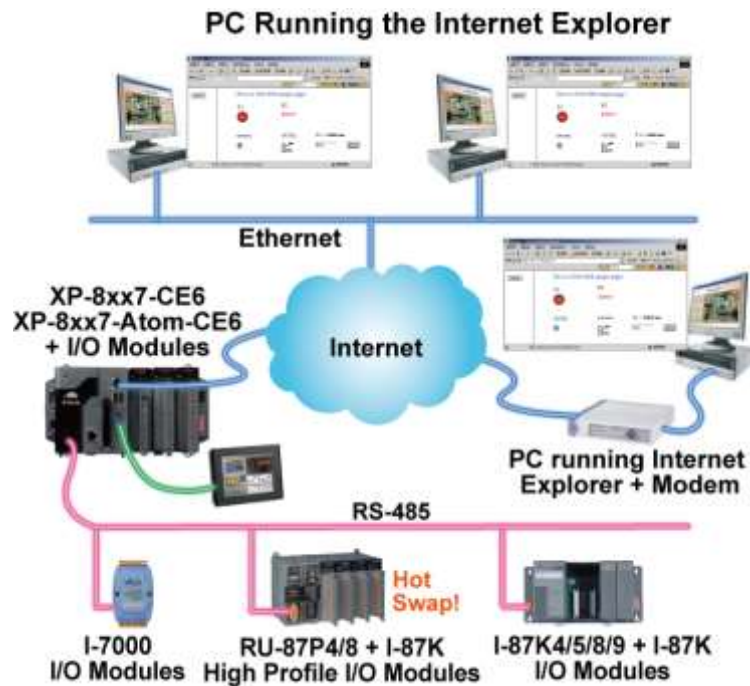 PC Running the Internet Explorer
Ethernet
XP-8xx7-CE6
XP-8xx7-Atom-CE6
+ I/O Modules
Internet
PC running Internet
Explorer + Modem
RS-485
Hot
Swap!
I-7000
I/O Modules
RU-87P4/8 + I-87K
High Profile I/O Modules
I-87K4/5/8/9 + I-87K
I/O Modules